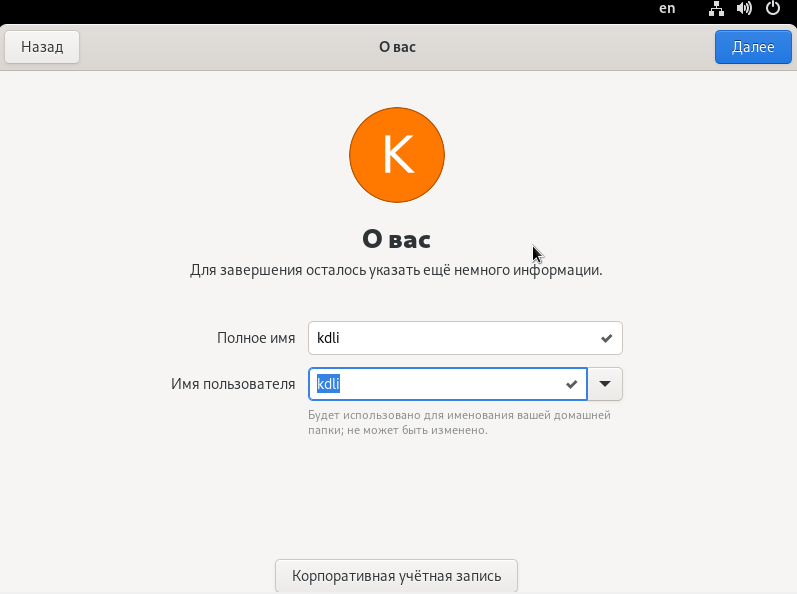 en
Назад
О вас
Далее
K
О вас
Для завершения осталось указать ещё немного информации.
Полное имя
kdli
Имя пользователя
kdli
Будет использовано для именования вашей домашней
папки; не может быть изменено.
Корпоративная учётная запись